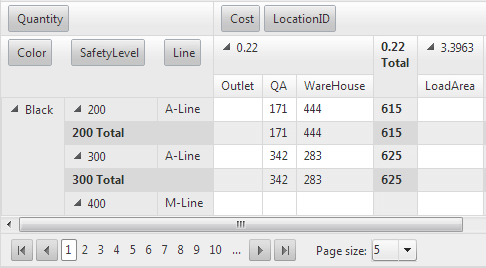 Quantity Cost LocationID
Color SafetyLevel Line 0.22 0.22 Total 3.3963
Outlet QA WareHouse LoadArea
Black 200 A-Line 171 444 615
200 Total 171 444 615
300 A-Line 342 283 625
300 Total 342 283 625
400 M-Line
1 2 3 4 5 6 7 8 9 10 ... Page size: 5